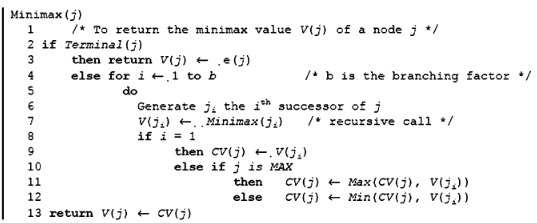 Minimax(j)
1 /* To return the minimax value V(j) of a node j */
2 if Terminal(j)
3 then return V(j) ← e(j)
4 else for i ← 1 to b /* b is the branching factor */
5 do
6 Generate jᵢ the iᵗʰ successor of j
7 V(jᵢ) ← Minimax(jᵢ) /* recursive call */
8 if i = 1
9 then CV(j) ← V(jᵢ)
10 else if j is MAX
11 then CV(j) ← Max(CV(j), V(jᵢ))
12 else CV(j) ← Min(CV(j), V(jᵢ))
13 return V(j) ← CV(j)